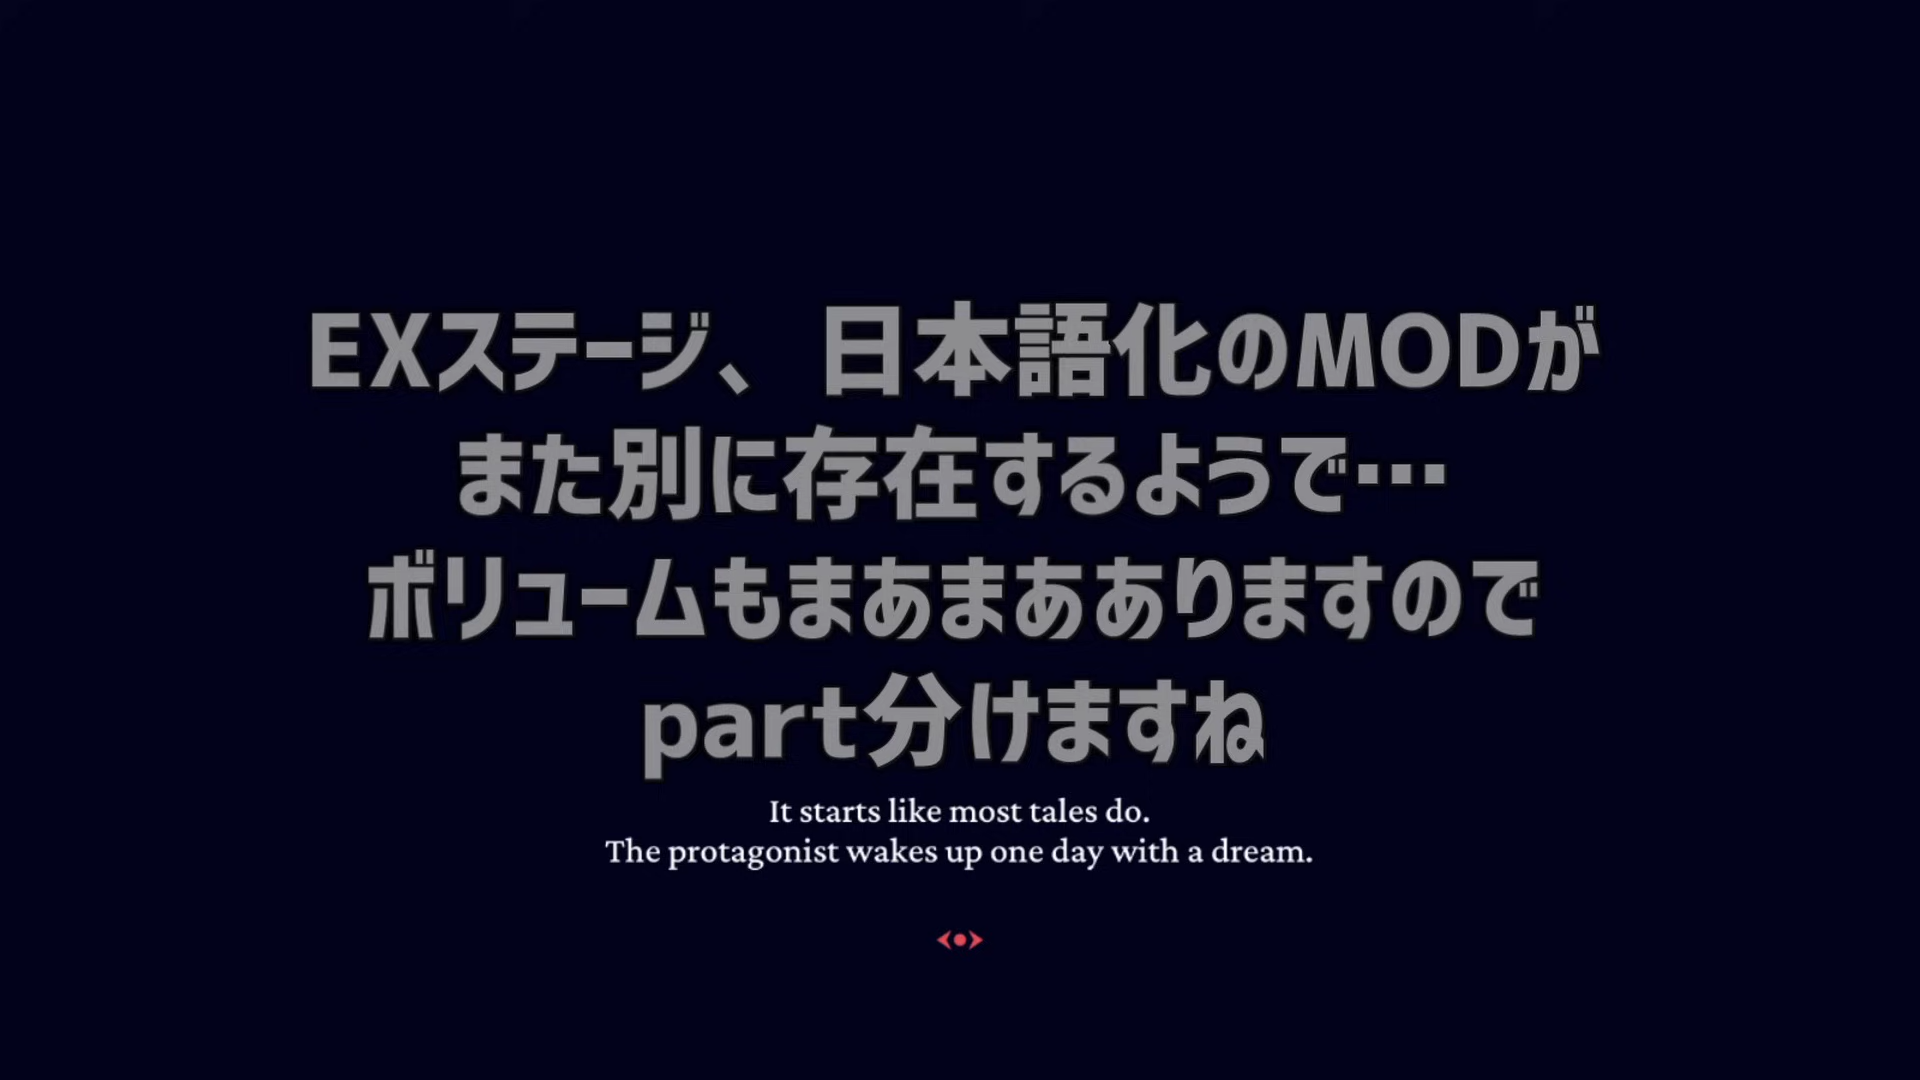 EXステージ、日本語化のMODが
また別に存在するようで…
ボリュームもまあまあありますので
part分けますね
It starts like most tales do.
The protagonist wakes up one day with a dream.